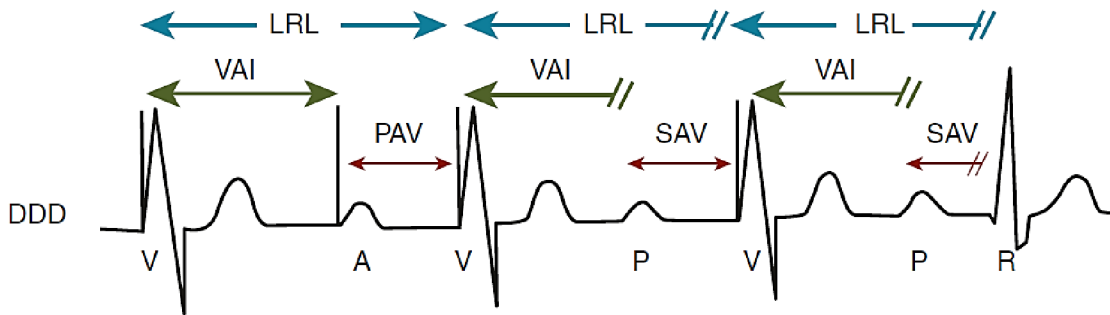 LRL LRL LRL
VAI VAI VAI
PAV SAV SAV
DDD
V A V P V P R